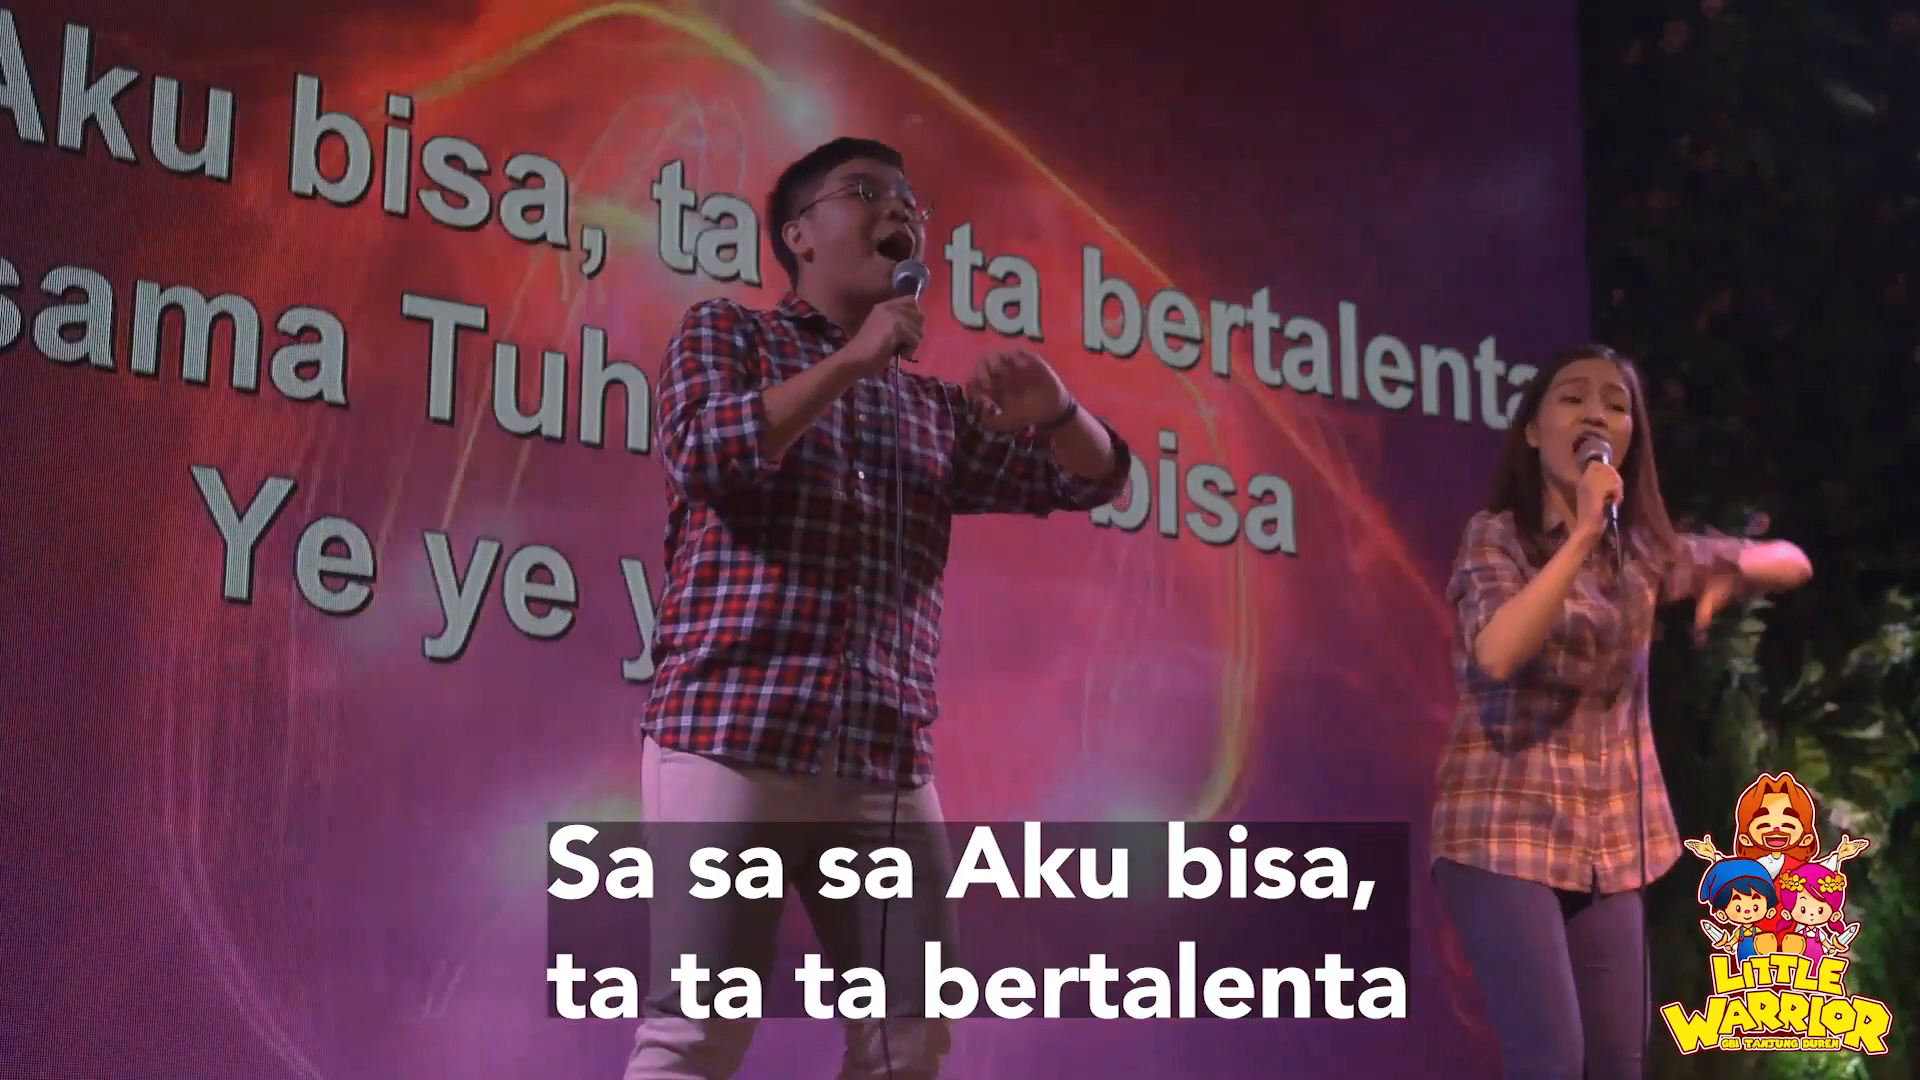 Aku bisa, ta ta bertalenta
sama Tuh bisa
Ye ye y
Sa sa sa Aku bisa,
ta ta ta bertalenta
LITTLE
WARRIOR
GBI TANJUNG DUREN